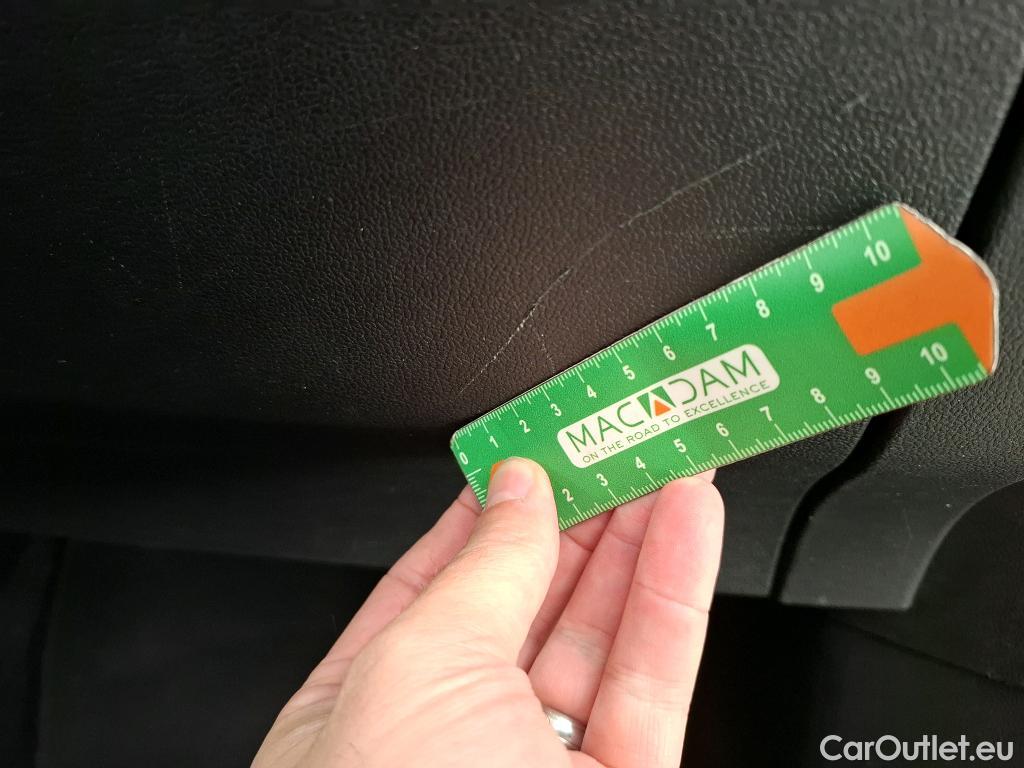 0 1 2 3 4 5 6 7 8 9 10
MACADAM
ON THE ROAD TO EXCELLENCE
2 3 4 5 6 7 8 9 10
CarOutlet.eu